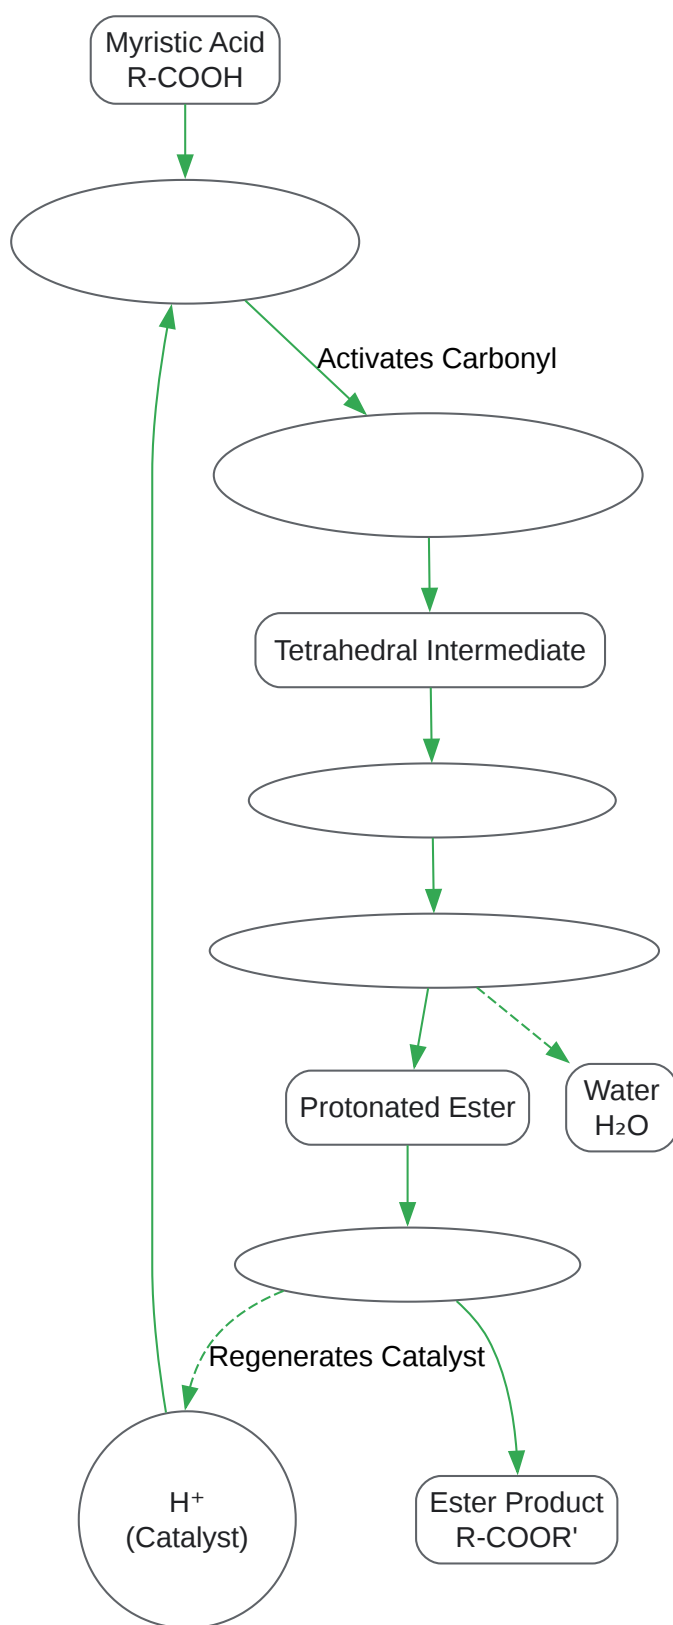 Myristic Acid
R-COOH
Activates Carbonyl
Tetrahedral Intermediate
Protonated Ester
Water
H₂O
Regenerates Catalyst
H⁺
(Catalyst)
Ester Product
R-COOR'